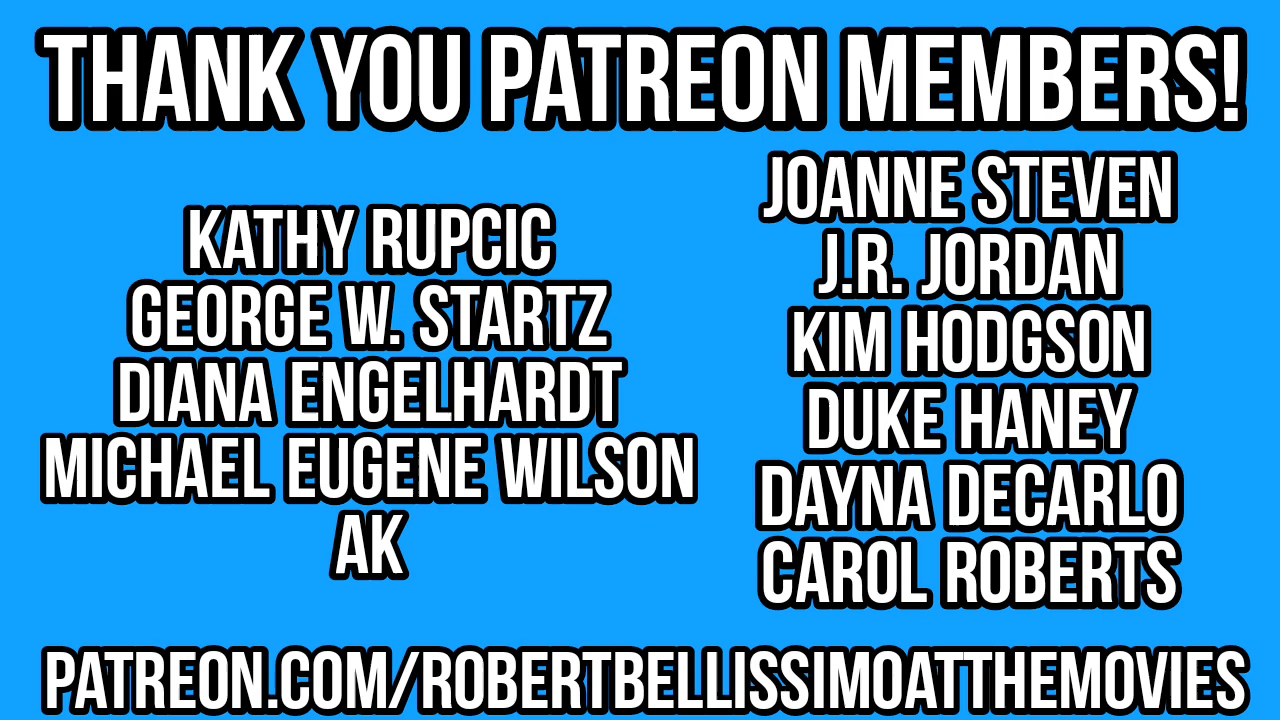 THANK YOU PATREON MEMBERS!
KATHY RUPCIC
GEORGE W. STARTZ
DIANA ENGELHARDT
MICHAEL EUGENE WILSON
AK
JOANNE STEVEN
J.R. JORDAN
KIM HODGSON
DUKE HANEY
DAYNA DECARLO
CAROL ROBERTS
PATREON.COM/ROBERTBELLISSIMOATTHEMOVIES